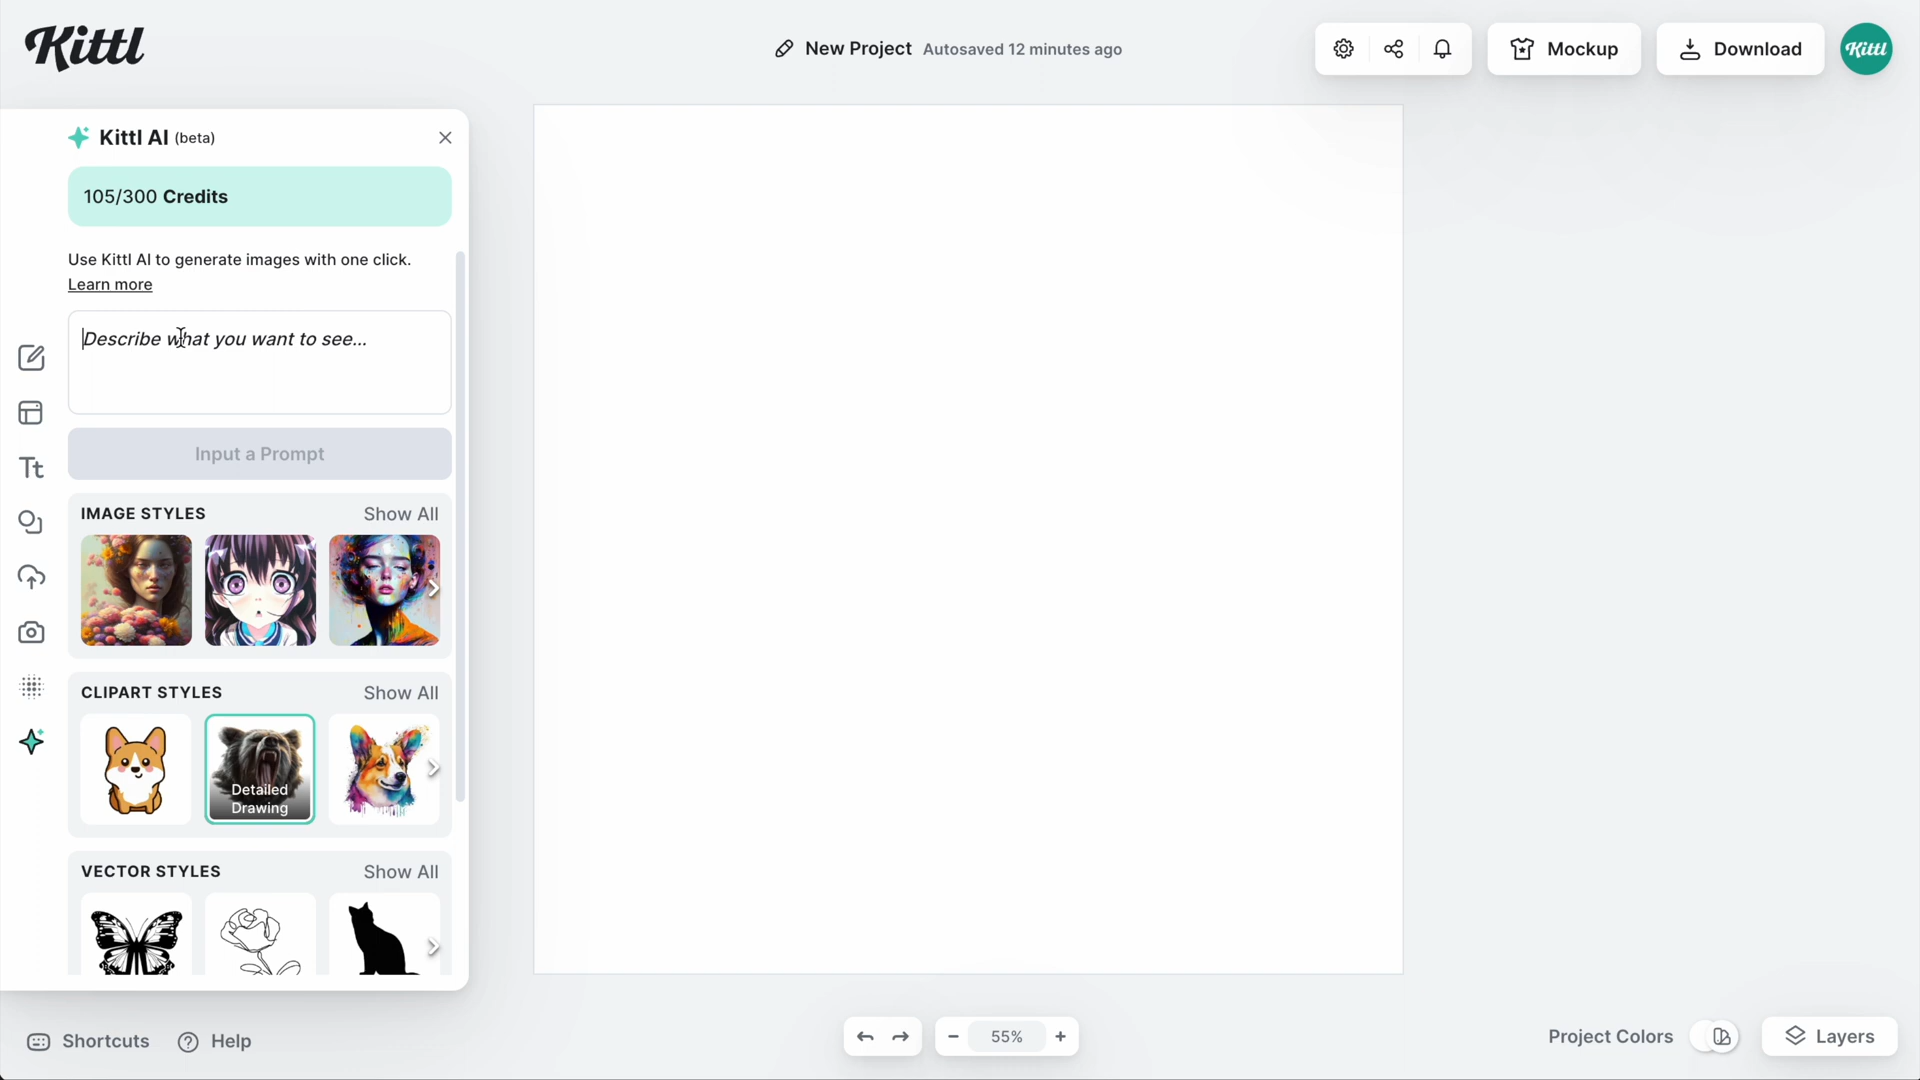 Kittl
New Project Autosaved 12 minutes ago
Mockup
Download
Kittl
Kittl AI (beta)
105/300 Credits
Use Kittl AI to generate images with one click.
Learn more
Describe what you want to see...
Input a Prompt
Tt
IMAGE STYLES Show All
CLIPART STYLES Show All
Detailed
Drawing
VECTOR STYLES Show All
Shortcuts
Help
55%
Project Colors
Layers